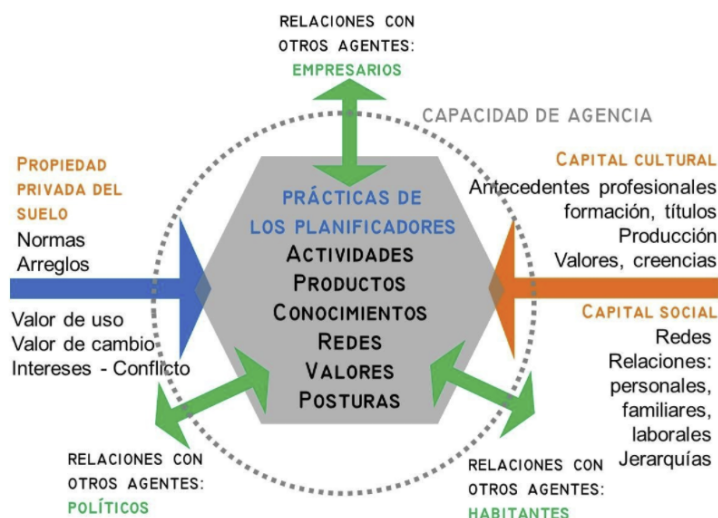 RELACIONES CON
OTROS AGENTES:
EMPRESARIOS
CAPACIDAD DE AGENCIA
PROPIEDAD
PRIVADA DEL
SUELO
Normas
Arreglos
Valor de uso
Valor de cambio
Intereses - Conflicto
PRÁCTICAS DE
LOS PLANIFICADORES
ACTIVIDADES
PRODUCTOS
CONOCIMIENTOS
REDES
VALORES
POSTURAS
CAPITAL CULTURAL
Antecedentes profesionales
formación, títulos
Producción
Valores, creencias
CAPITAL SOCIAL
Redes
Relaciones:
personales,
familiares,
laborales
Jerarquías
RELACIONES CON
OTROS AGENTES:
POLÍTICOS
RELACIONES CON
OTROS AGENTES:
HABITANTES